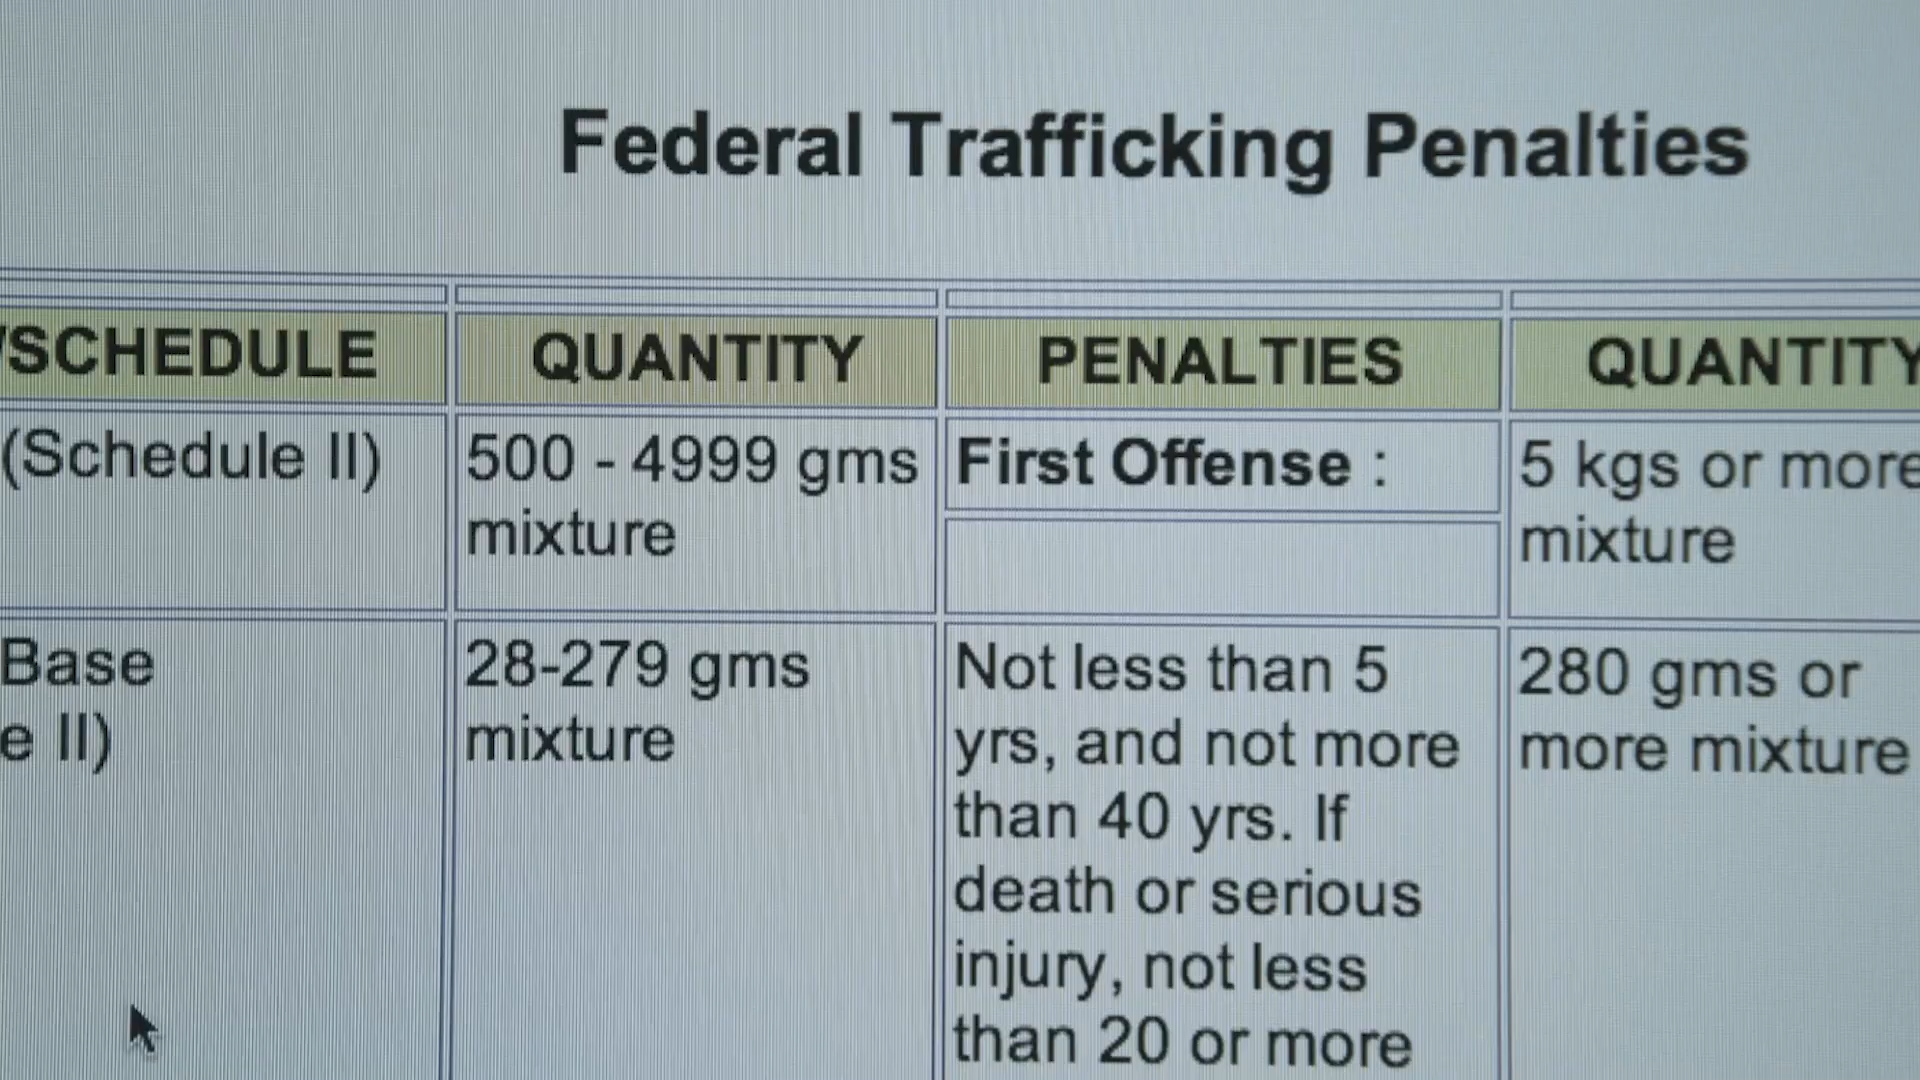 Federal Trafficking Penalties
/SCHEDULE
QUANTITY
PENALTIES
QUANTITY
(Schedule II)
500 - 4999 gms
mixture
First Offense :
5 kgs or more
mixture
Base
e II)
28-279 gms
mixture
Not less than 5
yrs, and not more
than 40 yrs. If
death or serious
injury, not less
than 20 or more
280 gms or
more mixture